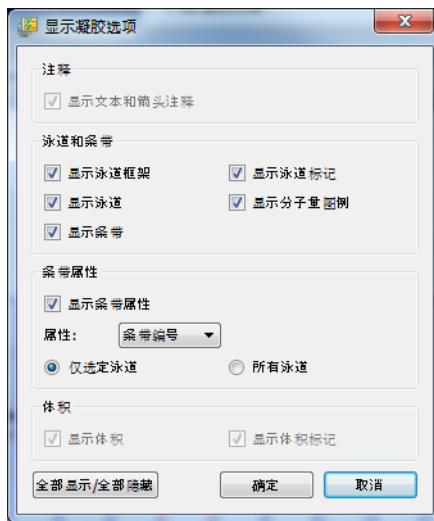 显示凝胶选项
注释
显示文本和箭头注释
泳道和条带
显示泳道框架 显示泳道标记
显示泳道 显示分子量图例
显示条带
条带属性
显示条带属性
属性: 条带编号
仅选定泳道 所有泳道
体积
显示体积 显示体积标记
全部显示/全部隐藏 确定 取消